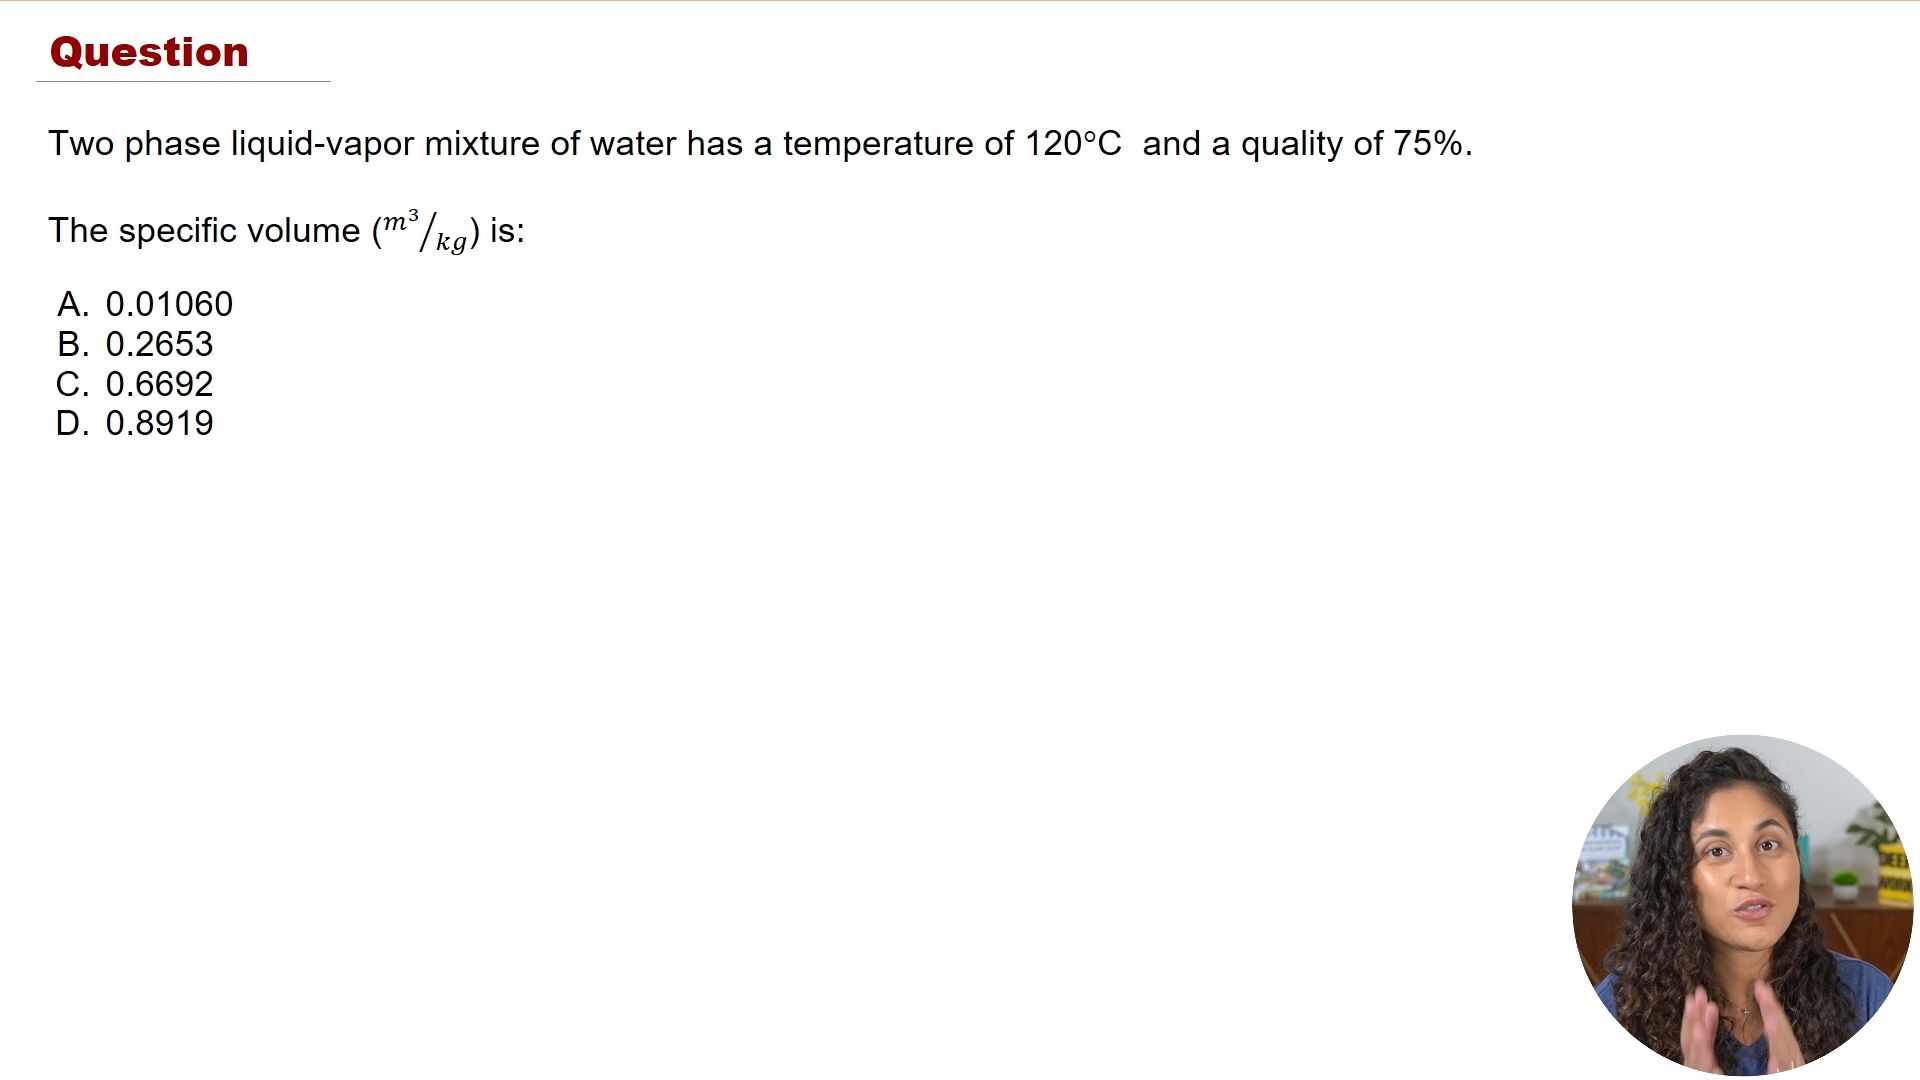 Question
Two phase liquid-vapor mixture of water has a temperature of 120°C and a quality of 75%.
The specific volume (m³/kg) is:
A. 0.01060
B. 0.2653
C. 0.6692
D. 0.8919